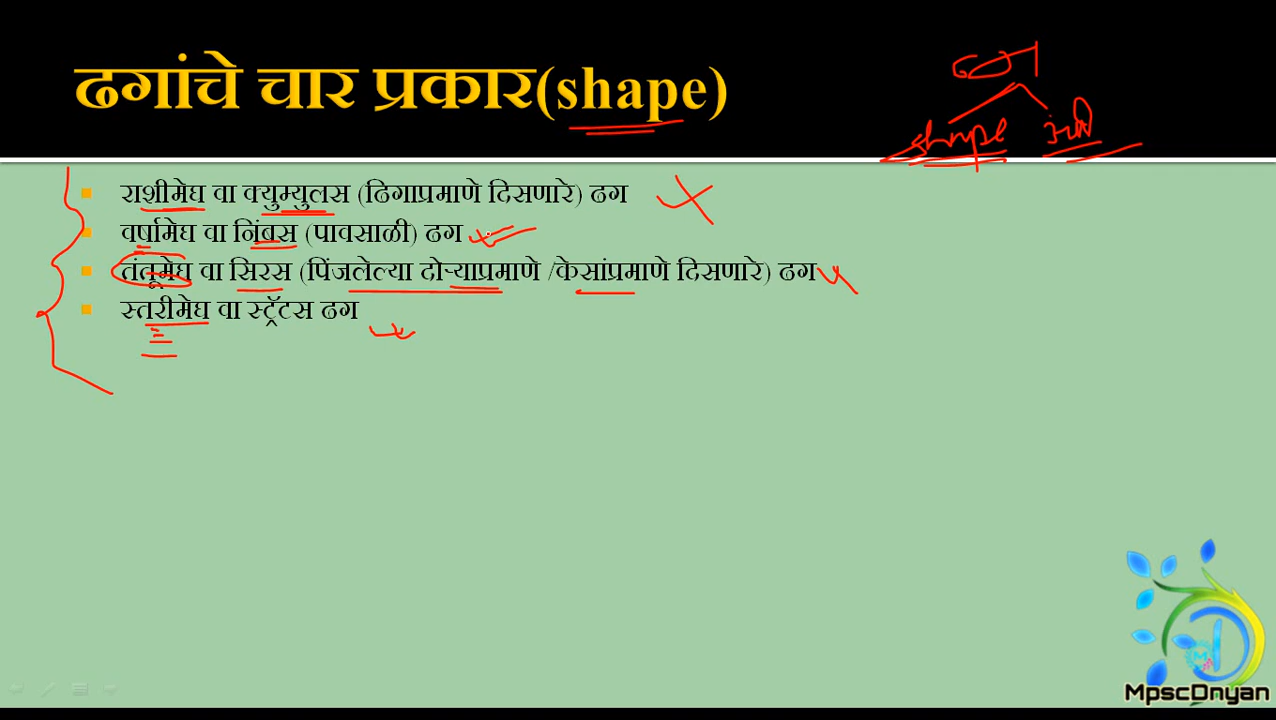 ढगांचे चार प्रकार(shape)
ढग
shape उंची
राशीमेघ वा क्युम्युलस (ढिगाप्रमाणे दिसणारे) ढग
वर्षामेघ वा निंबस (पावसाळी) ढग
तंतूमेघ वा सिरस (पिंजलेल्या दोऱ्याप्रमाणे /केसांप्रमाणे दिसणारे) ढग
स्तरीमेघ वा स्ट्रॅटस ढग
MpscDnyan